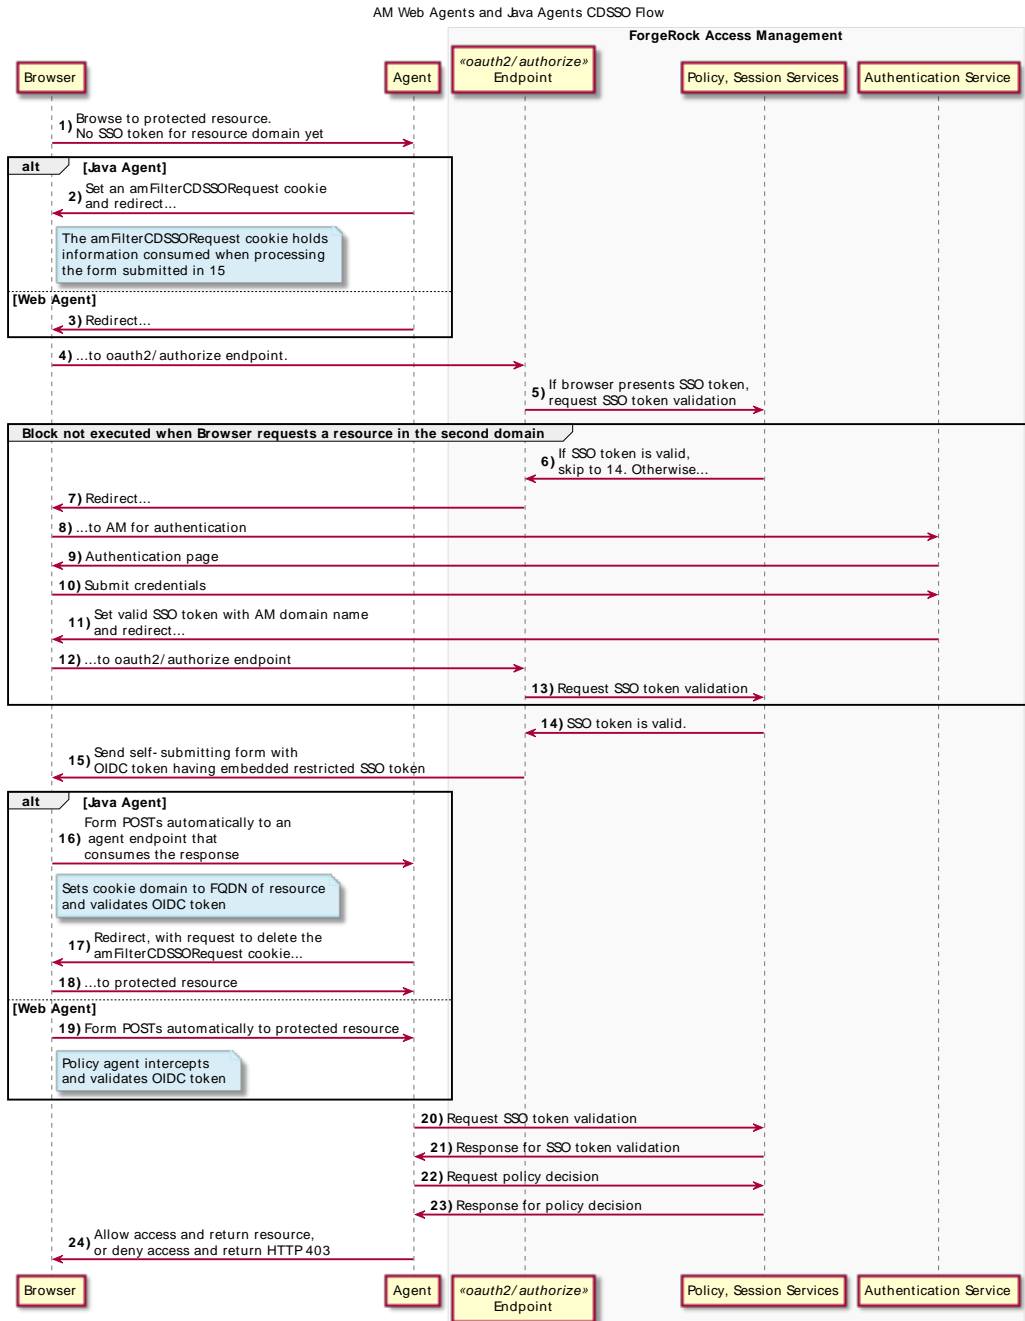 AM Web Agents and Java Agents CDSSO Flow
ForgeRock Access Management
Browser
Agent
«oauth2/authorize»
Endpoint
Policy, Session Services
Authentication Service
1) Browse to protected resource.
No SSO token for resource domain yet
alt [Java Agent]
2) Set an amFilterCDSSORequest cookie
and redirect...
The amFilterCDSSORequest cookie holds
information consumed when processing
the form submitted in 15
[Web Agent]
3) Redirect...
4) ...to oauth2/authorize endpoint.
5) If browser presents SSO token,
request SSO token validation
Block not executed when Browser requests a resource in the second domain
6) If SSO token is valid,
skip to 14. Otherwise...
7) Redirect...
8) ...to AM for authentication
9) Authentication page
10) Submit credentials
11) Set valid SSO token with AM domain name
and redirect...
12) ...to oauth2/authorize endpoint
13) Request SSO token validation
14) SSO token is valid.
15) Send self-submitting form with
OIDC token having embedded restricted SSO token
alt [Java Agent]
16) Form POSTs automatically to an
agent endpoint that
consumes the response
Sets cookie domain to FQDN of resource
and validates OIDC token
17) Redirect, with request to delete the
amFilterCDSSORequest cookie...
18) ...to protected resource
[Web Agent]
19) Form POSTs automatically to protected resource
Policy agent intercepts
and validates OIDC token
20) Request SSO token validation
21) Response for SSO token validation
22) Request policy decision
23) Response for policy decision
24) Allow access and return resource,
or deny access and return HTTP 403
Browser
Agent
«oauth2/authorize»
Endpoint
Policy, Session Services
Authentication Service